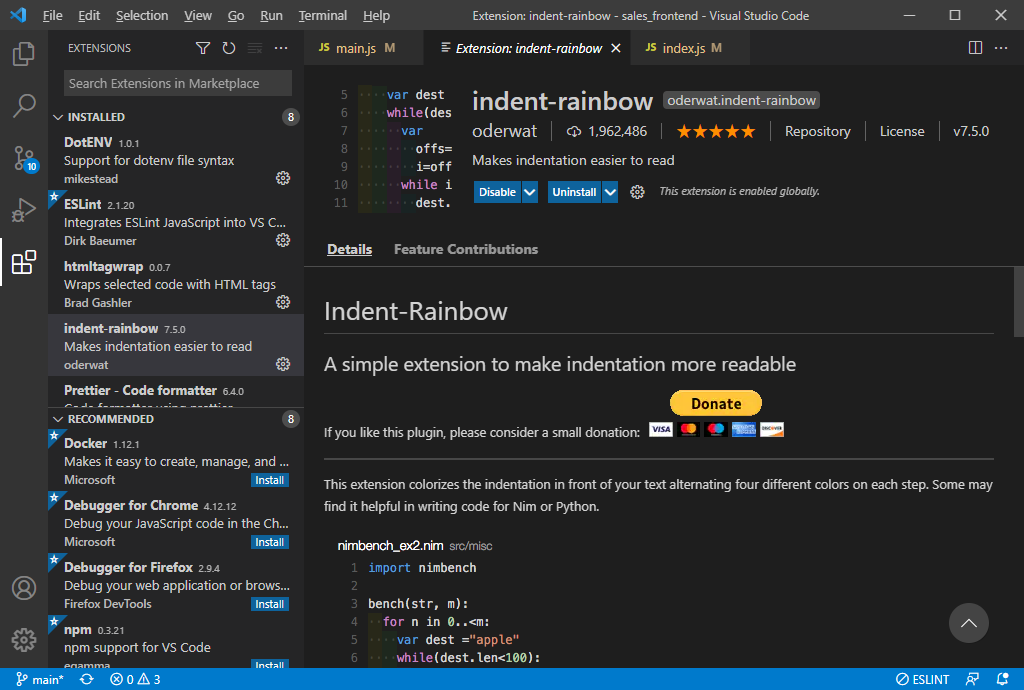 File Edit Selection View Go Run Terminal Help Extension: indent-rainbow - sales_frontend - Visual Studio Code
EXTENSIONS
Search Extensions in Marketplace
INSTALLED 8
DotENV 1.0.1
Support for dotenv file syntax
mikestead
10
ESLint 2.1.20
Integrates ESLint JavaScript into VS C...
Dirk Baeumer
htmltagwrap 0.0.7
Wraps selected code with HTML tags
Brad Gashler
indent-rainbow 7.5.0
Makes indentation easier to read
oderwat
Prettier - Code formatter 6.4.0
Code formatter using prettier
RECOMMENDED 8
Docker 1.12.1
Makes it easy to create, manage, and ...
Microsoft Install
Debugger for Chrome 4.12.12
Debug your JavaScript code in the Ch...
Microsoft Install
Debugger for Firefox 2.9.4
Debug your web application or brows...
Firefox DevTools Install
npm 0.3.21
npm support for VS Code
egamma Install
JS main.js M Extension: indent-rainbow JS index.js M
5 ····var dest
6 ····while(des
7 ······var
8 ········offs=
9 ········i=off
10 ······while i
11 ········dest.
indent-rainbow oderwat.indent-rainbow
oderwat 1,962,486 Repository License v7.5.0
Makes indentation easier to read
Disable Uninstall This extension is enabled globally.
Details Feature Contributions
Indent-Rainbow
A simple extension to make indentation more readable
Donate
If you like this plugin, please consider a small donation: VISA DISCOVER
This extension colorizes the indentation in front of your text alternating four different colors on each step. Some may
find it helpful in writing code for Nim or Python.
nimbench_ex2.nim src/misc
1 import nimbench
2
3 bench(str, m):
4 ··for n in 0..<m:
5 ····var dest ="apple"
6 ····while(dest.len<100):
main* 0 3 ESLINT